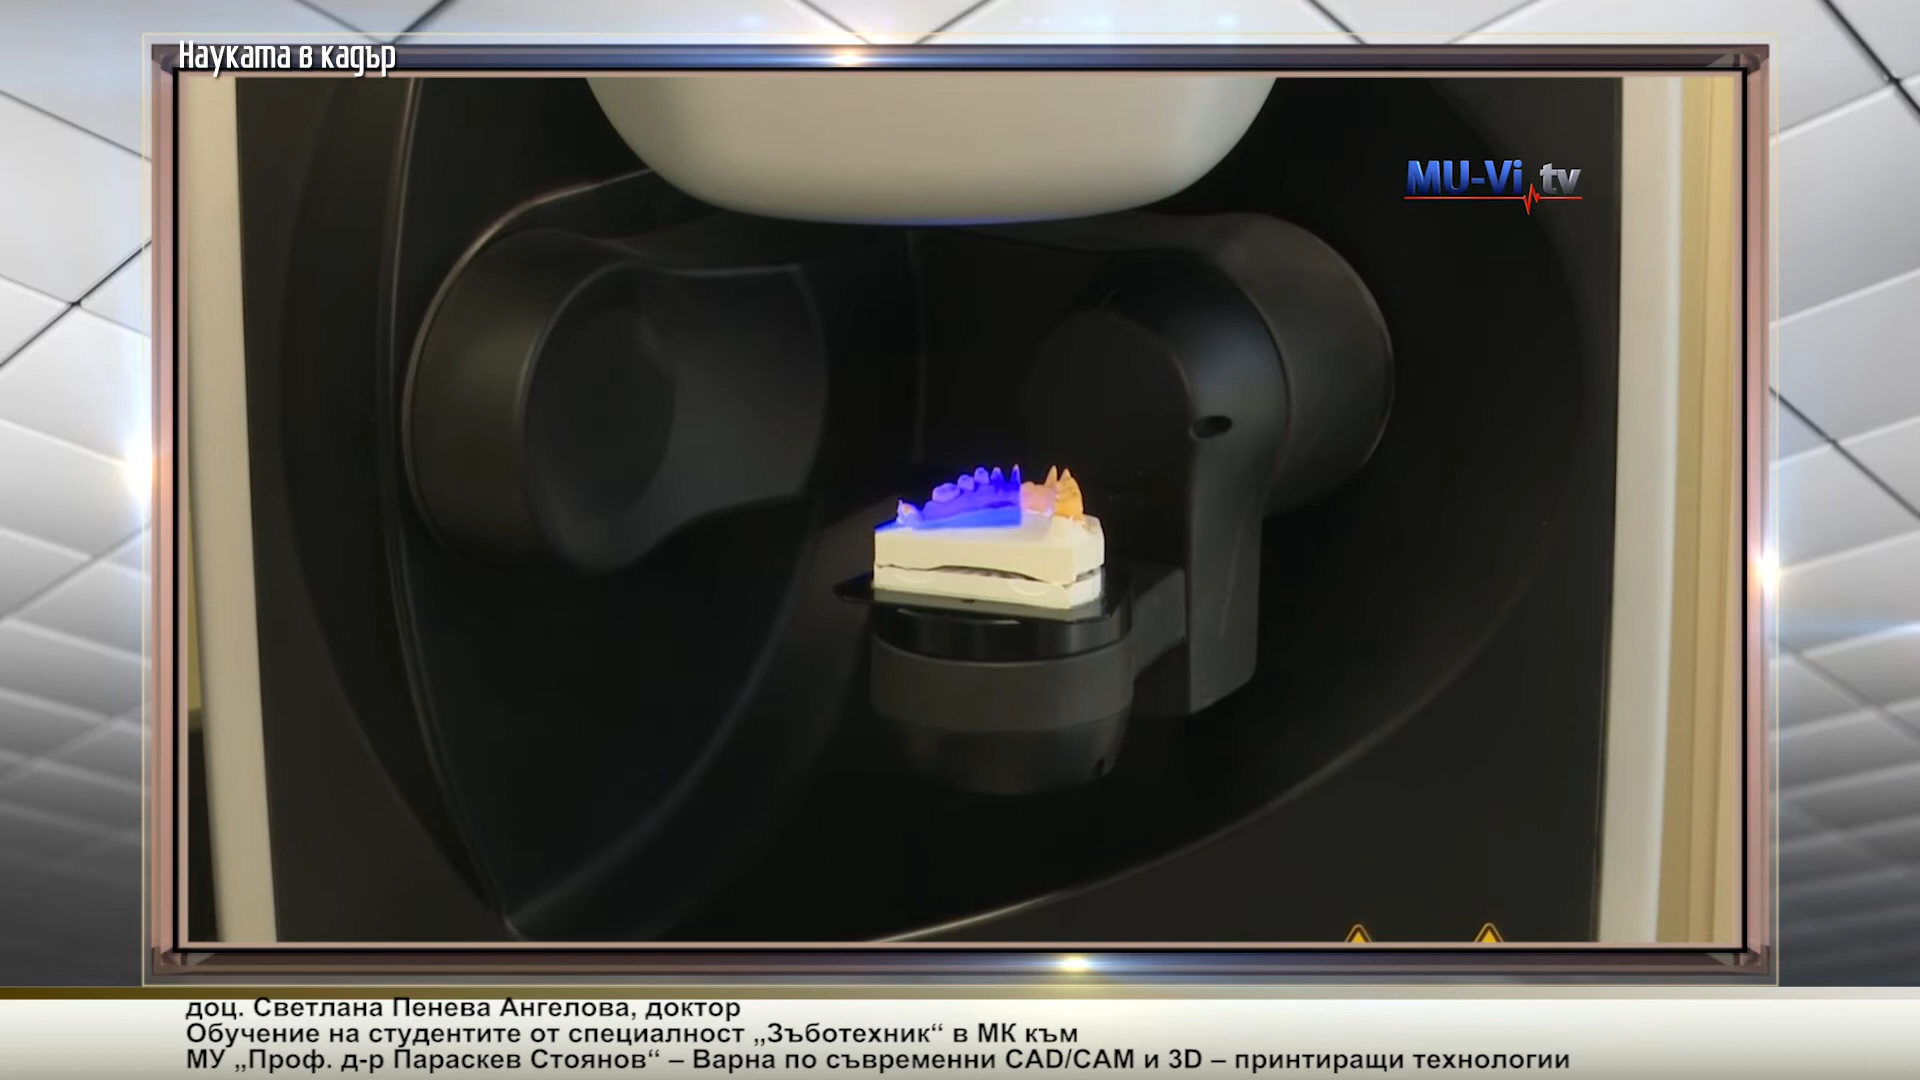 Науката в кадър
MU-Vi.tv
доц. Светлана Пенева Ангелова, доктор
Обучение на студентите от специалност „Зъботехник“ в МК към
МУ „Проф. д-р Параскев Стоянов“ – Варна по съвременни CAD/CAM и 3D – принтиращи технологии